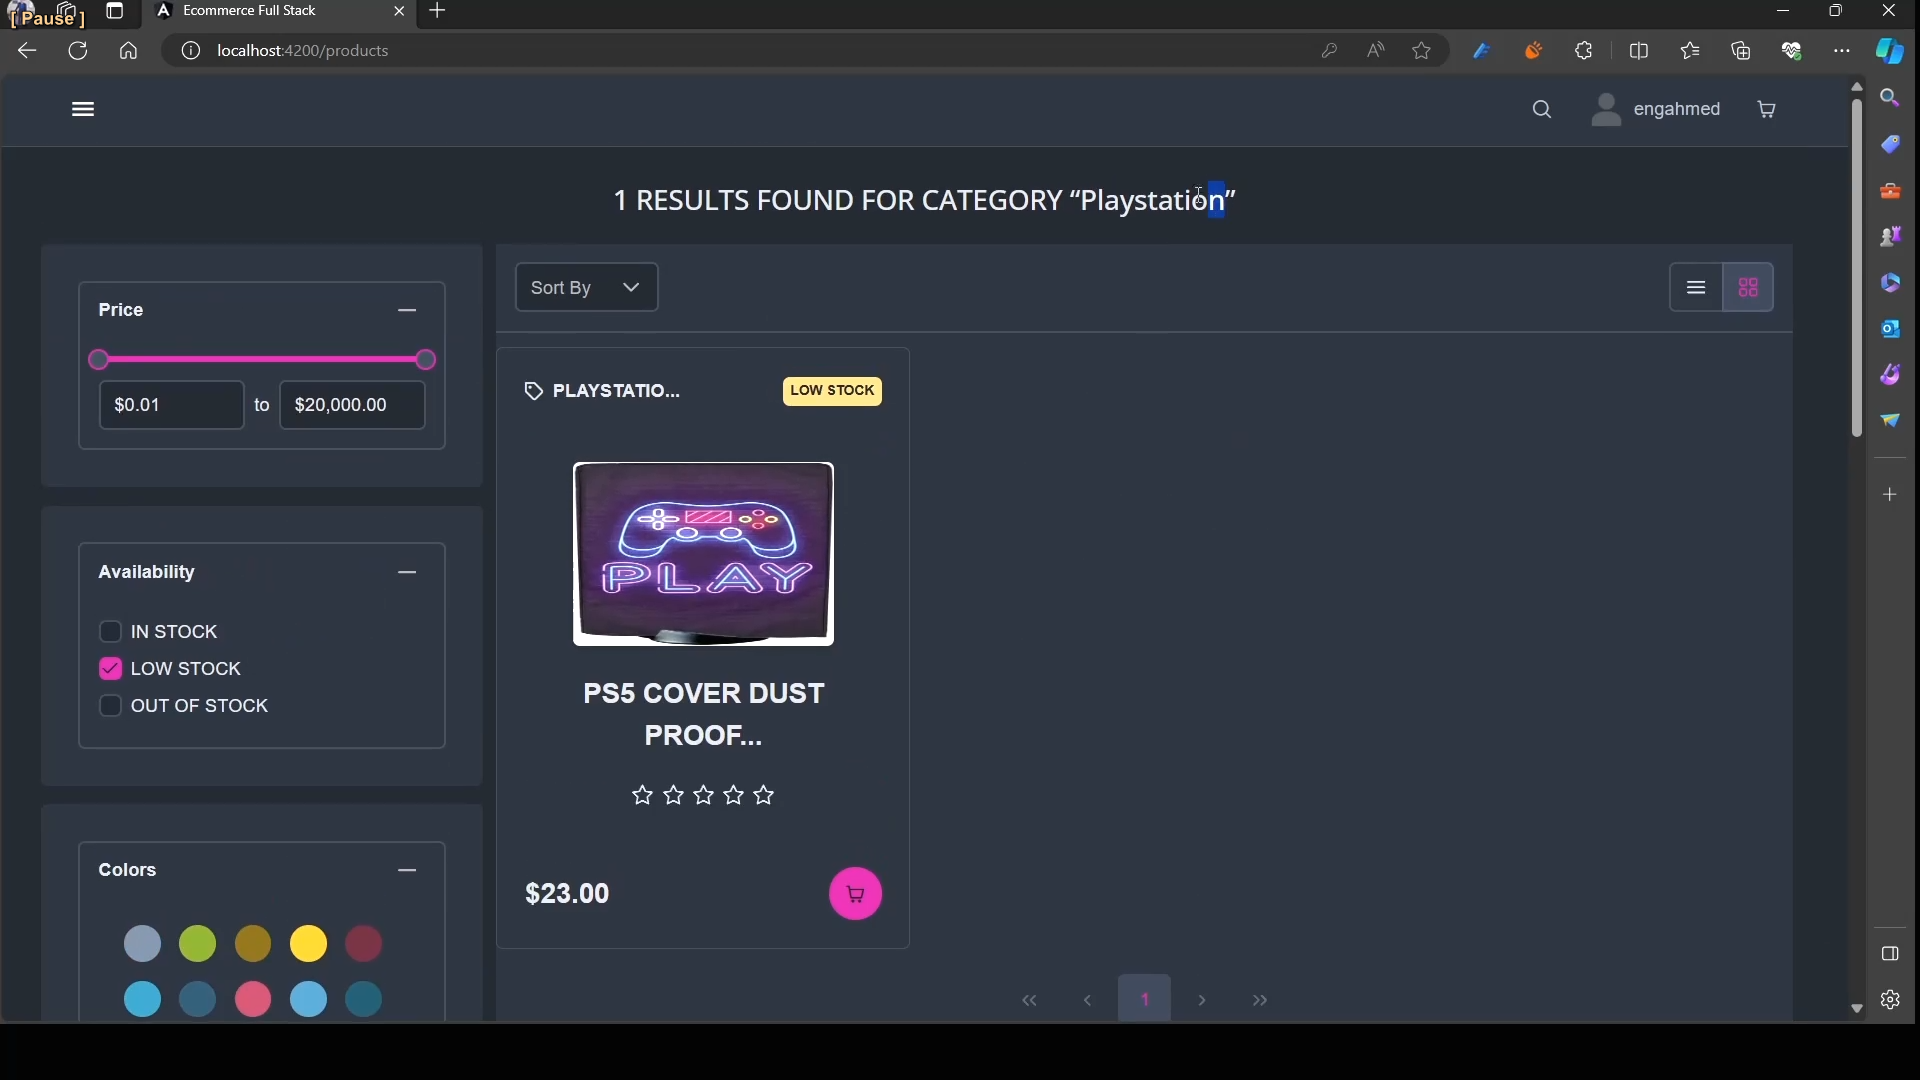 [ Pause ]
Ecommerce Full Stack
localhost:4200/products
engahmed
1 RESULTS FOUND FOR CATEGORY “Playstation”
Sort By
Price
$0.01 to $20,000.00
PLAYSTATIO...
LOW STOCK
PLAY
Availability
IN STOCK
LOW STOCK
OUT OF STOCK
PS5 COVER DUST
PROOF...
Colors
$23.00
1